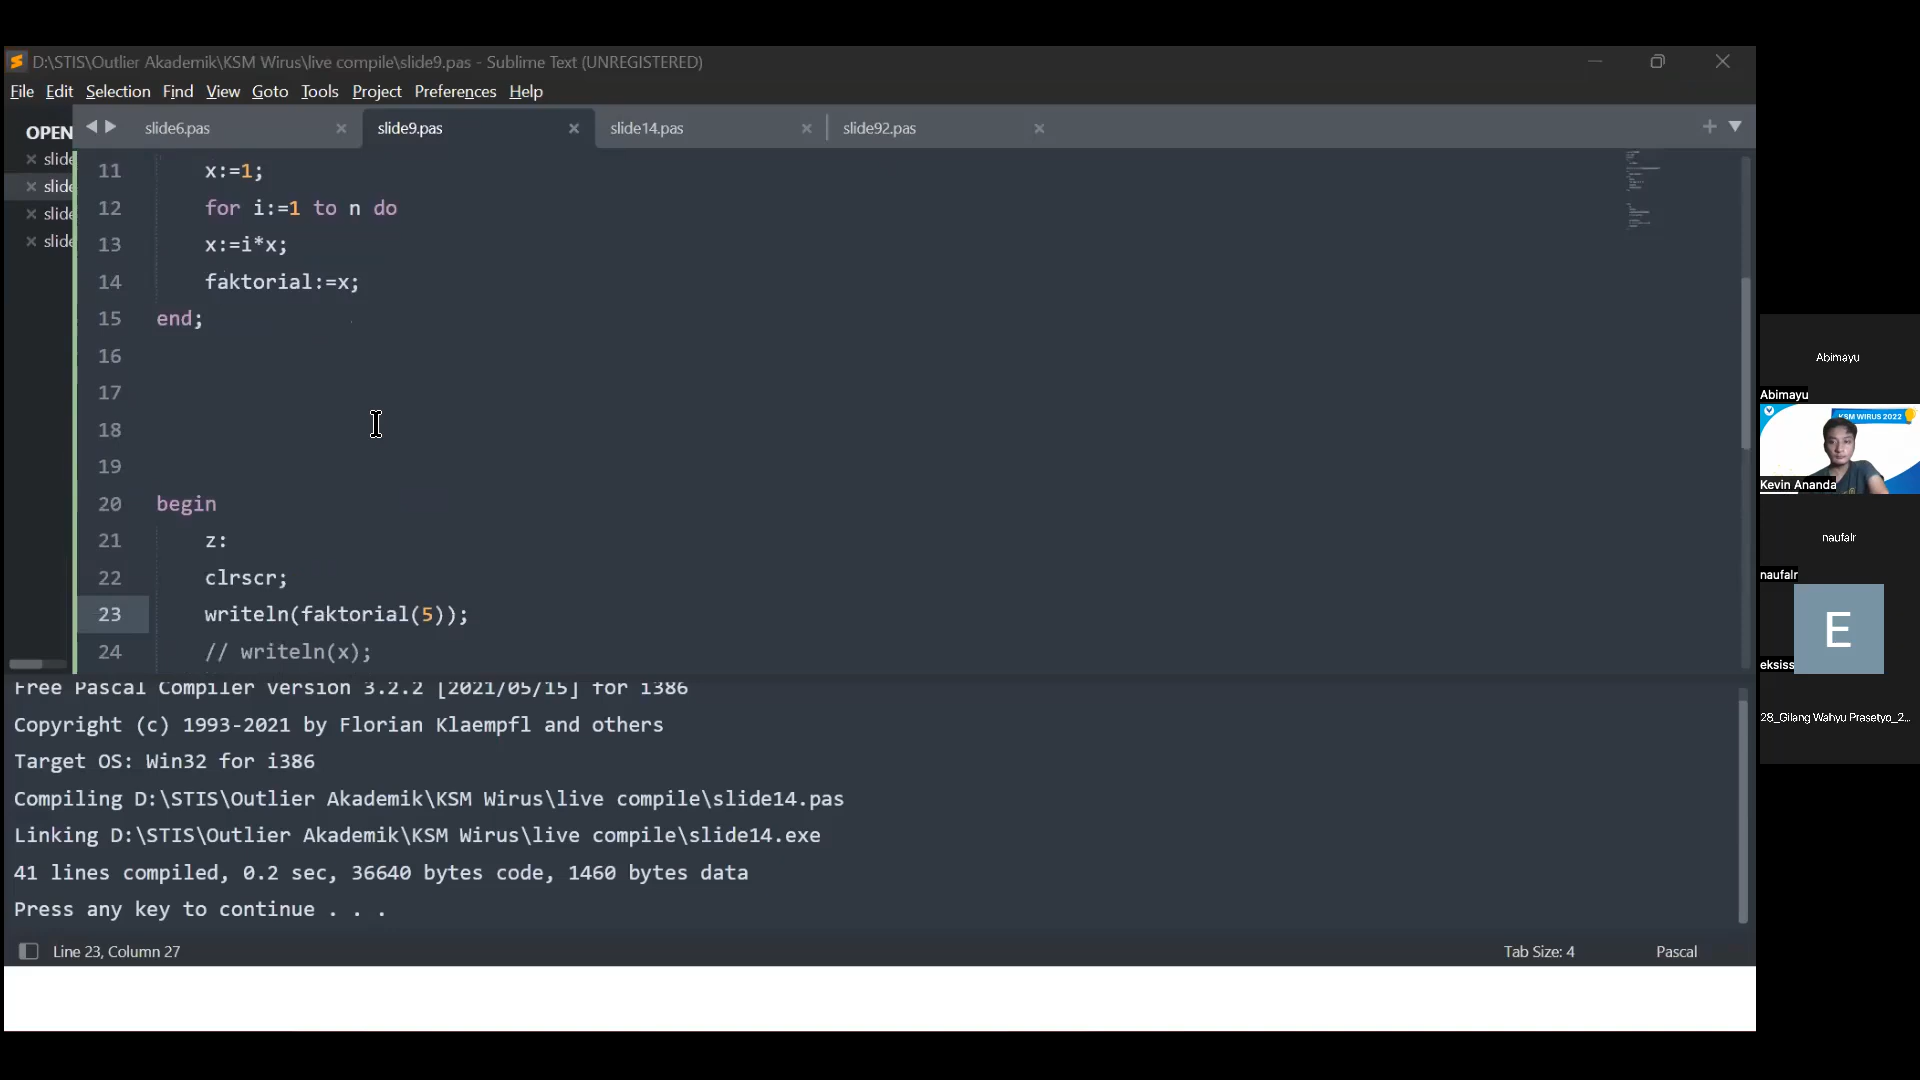 D:\STIS\Outlier Akademik\KSM Wirus\live compile\slide9.pas - Sublime Text (UNREGISTERED)
File Edit Selection Find View Goto Tools Project Preferences Help
OPEN
slide6.pas
slide9.pas
slide14.pas
slide92.pas
slide
slide
slide
slide
11 x:=1;
12 for i:=1 to n do
13 x:=i*x;
14 faktorial:=x;
15 end;
16
17
18
19
20 begin
21 z:
22 clrscr;
23 writeln(faktorial(5));
24 // writeln(x);
Free Pascal Compiler version 3.2.2 [2021/05/15] for i386
Copyright (c) 1993-2021 by Florian Klaempfl and others
Target OS: Win32 for i386
Compiling D:\STIS\Outlier Akademik\KSM Wirus\live compile\slide14.pas
Linking D:\STIS\Outlier Akademik\KSM Wirus\live compile\slide14.exe
41 lines compiled, 0.2 sec, 36640 bytes code, 1460 bytes data
Press any key to continue . . .
Line 23, Column 27
Tab Size: 4
Pascal
Abimayu
Abimayu
KSM WIRUS 2022
Kevin Ananda
naufalr
naufalr
E
eksiss
28_Gilang Wahyu Prasetyo_2...